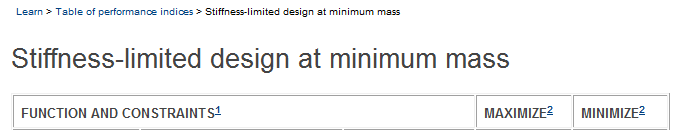 Learn > Table of performance indices > Stiffness-limited design at minimum mass
Stiffness-limited design at minimum mass
FUNCTION AND CONSTRAINTS1 MAXIMIZE2 MINIMIZE2